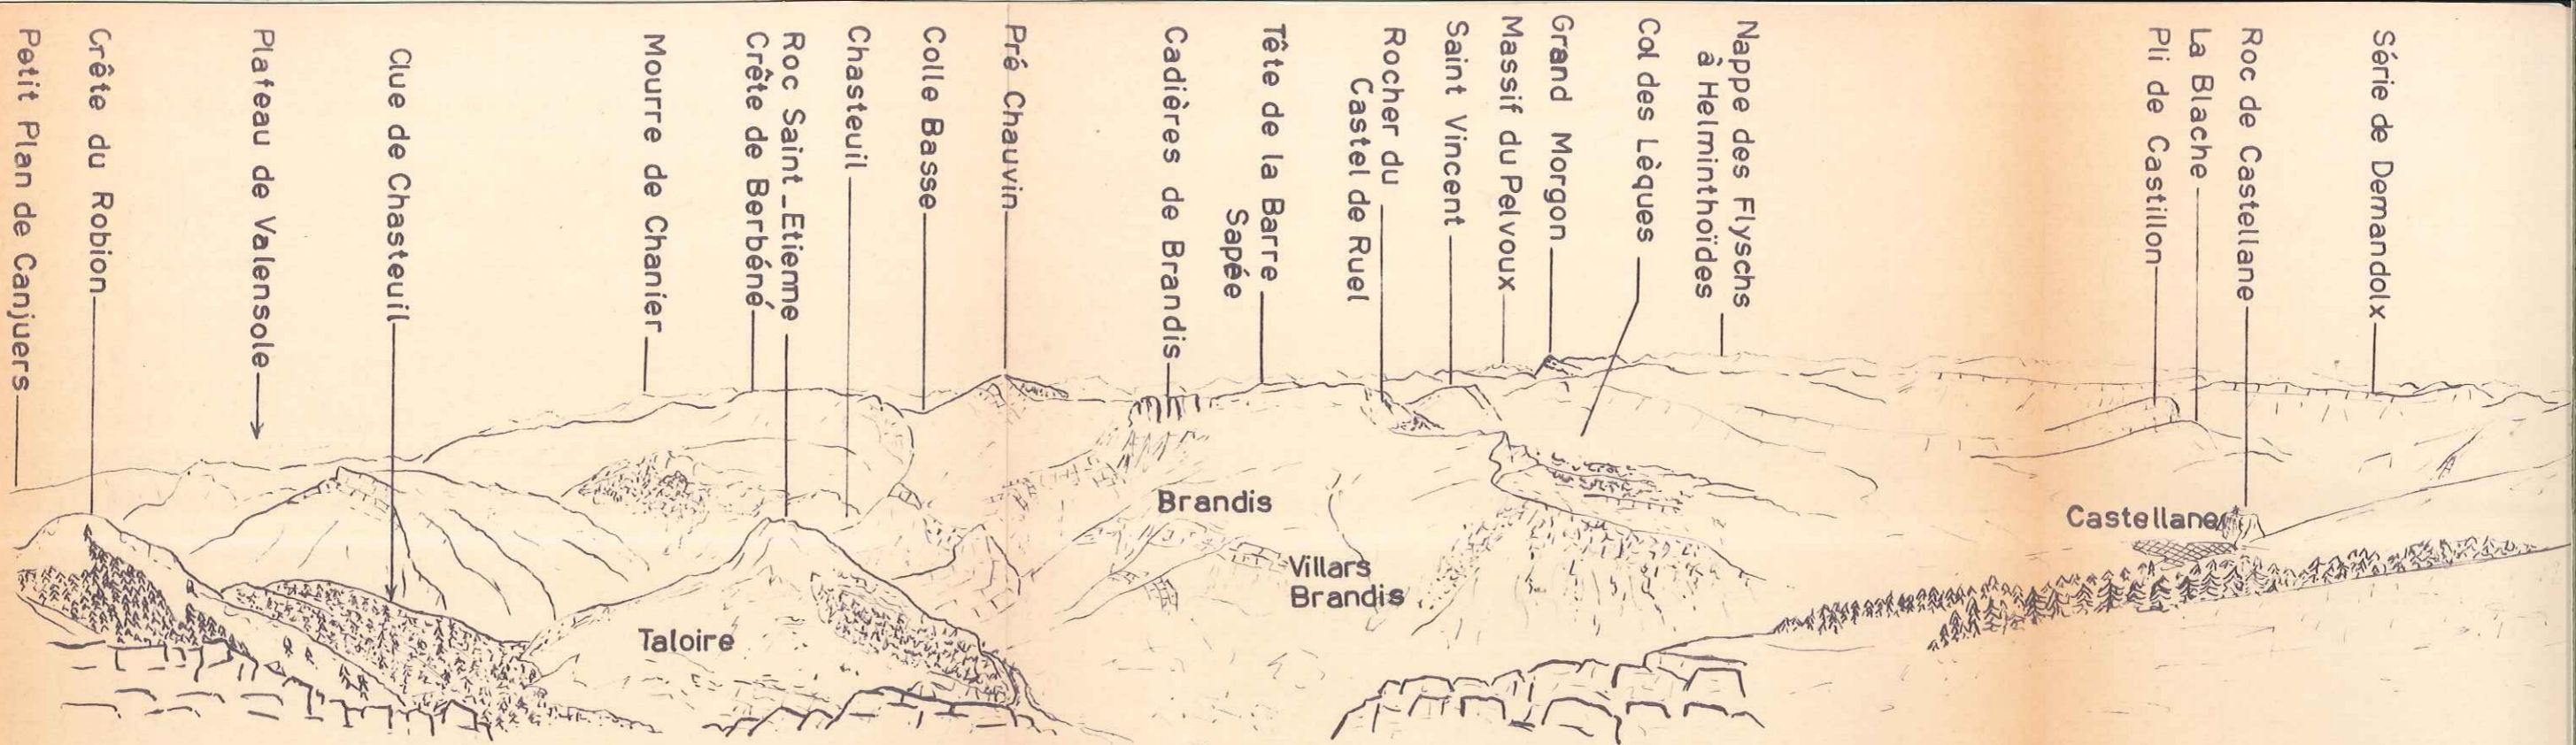 Petit Plan de Canjuers
Crête du Robion
Plateau de Valensole
Clue de Chasteuil
Mourre de Chanier
Crête de Berbéné
Roc Saint_Etienne
Chasteuil
Colle Basse
Pré Chauvin
Cadières de Brandis
Tête de la Barre
Sapée
Rocher du
Castel de Ruel
Saint Vincent
Massif du Pelvoux
Grand Morgon
Col des Lèques
Nappe des Flyschs
à Helminthoïdes
Pli de Castillon
La Blache
Roc de Castellane
Série de Demandolx
Brandis
Castellane
Villars
Brandis
Taloire